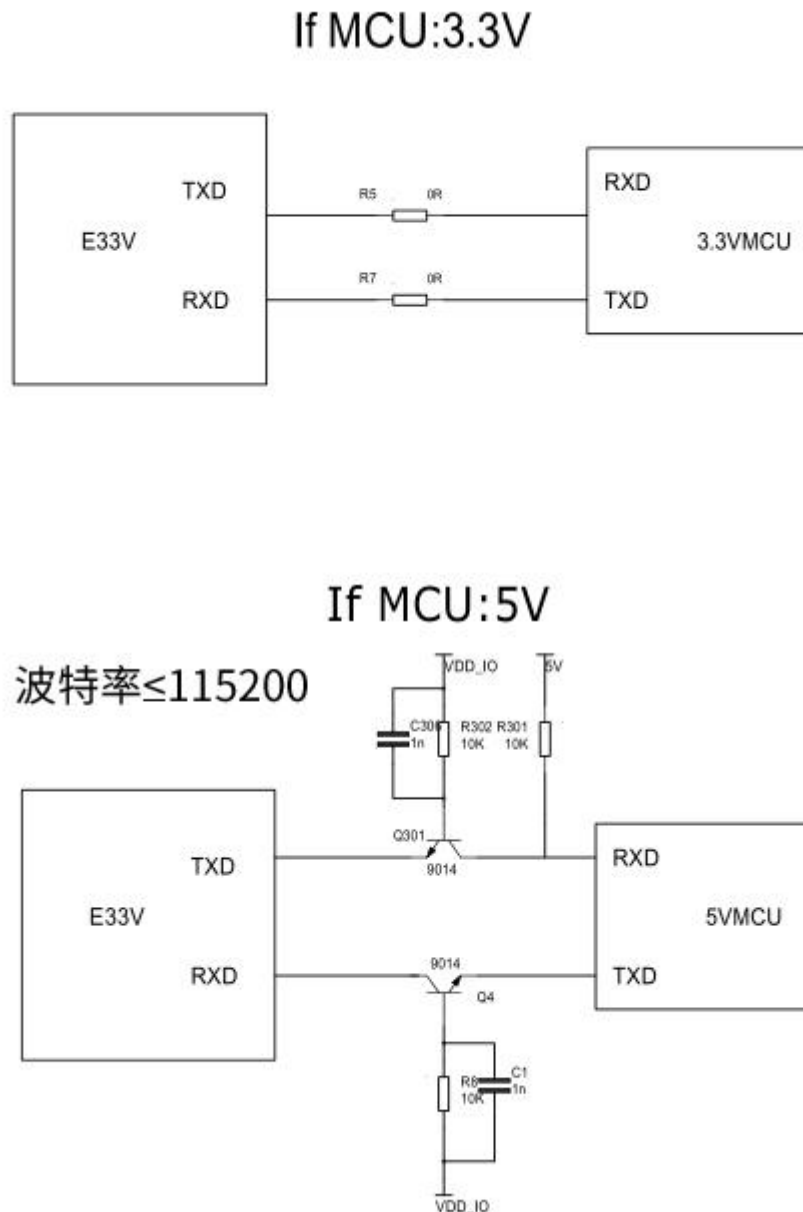 If MCU:3.3V
TXD
R5 0R
RXD
E33V
3.3VMCU
RXD
R7 0R
TXD
If MCU:5V
波特率≤115200
VDD_IO
5V
R302 R301
1n 10K 10K
Q301
9014
TXD
RXD
E33V
5VMCU
RXD
9014
TXD
Q4
C1
10K 1n
VDD_IO